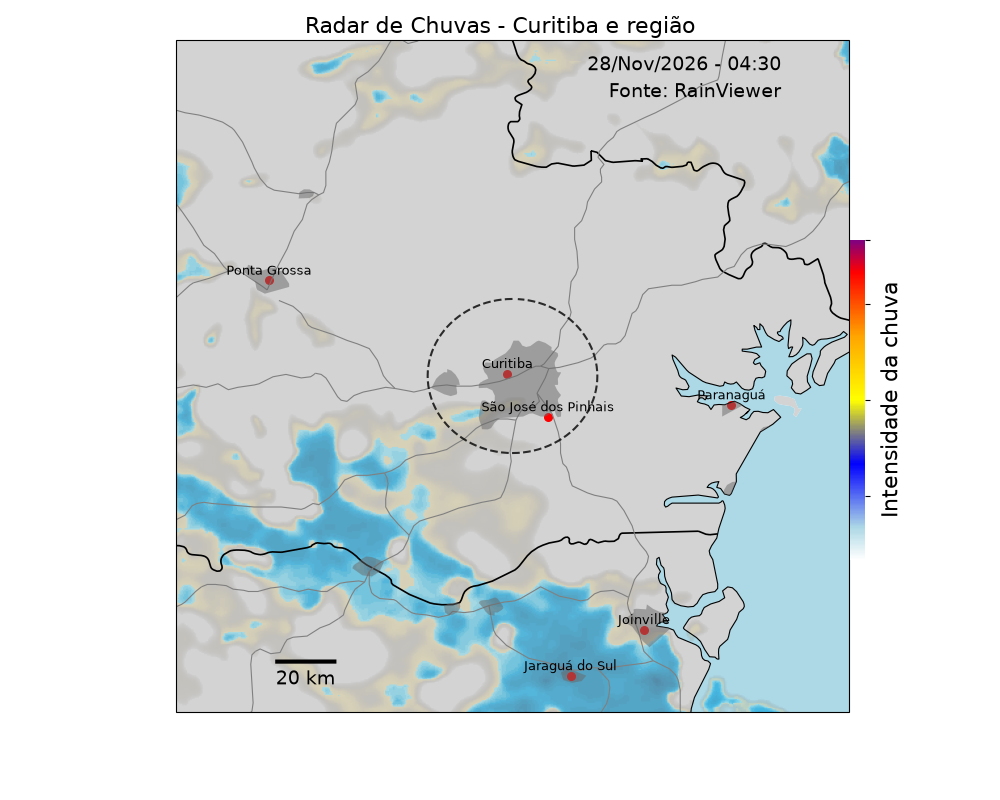 Radar de Chuvas - Curitiba e região
28/Nov/2026 - 04:30
Fonte: RainViewer
Ponta Grossa
Curitiba
São José dos Pinhais
Paranaguá
Intensidade da chuva
Joinville
Jaraguá do Sul
20 km